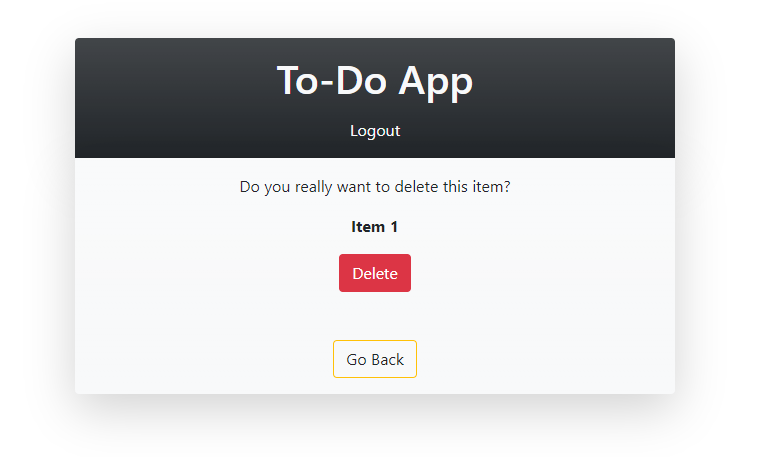 To-Do App
Logout
Do you really want to delete this item?
Item 1
Delete
Go Back